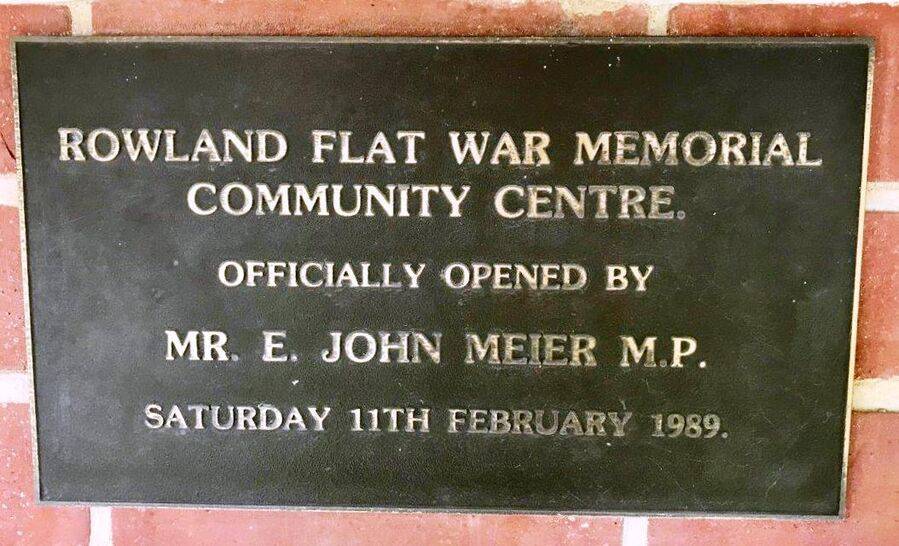 ROWLAND FLAT WAR MEMORIAL
COMMUNITY CENTRE.
OFFICIALLY OPENED BY
MR. E. JOHN MEIER M.P.
SATURDAY 11TH FEBRUARY 1989.